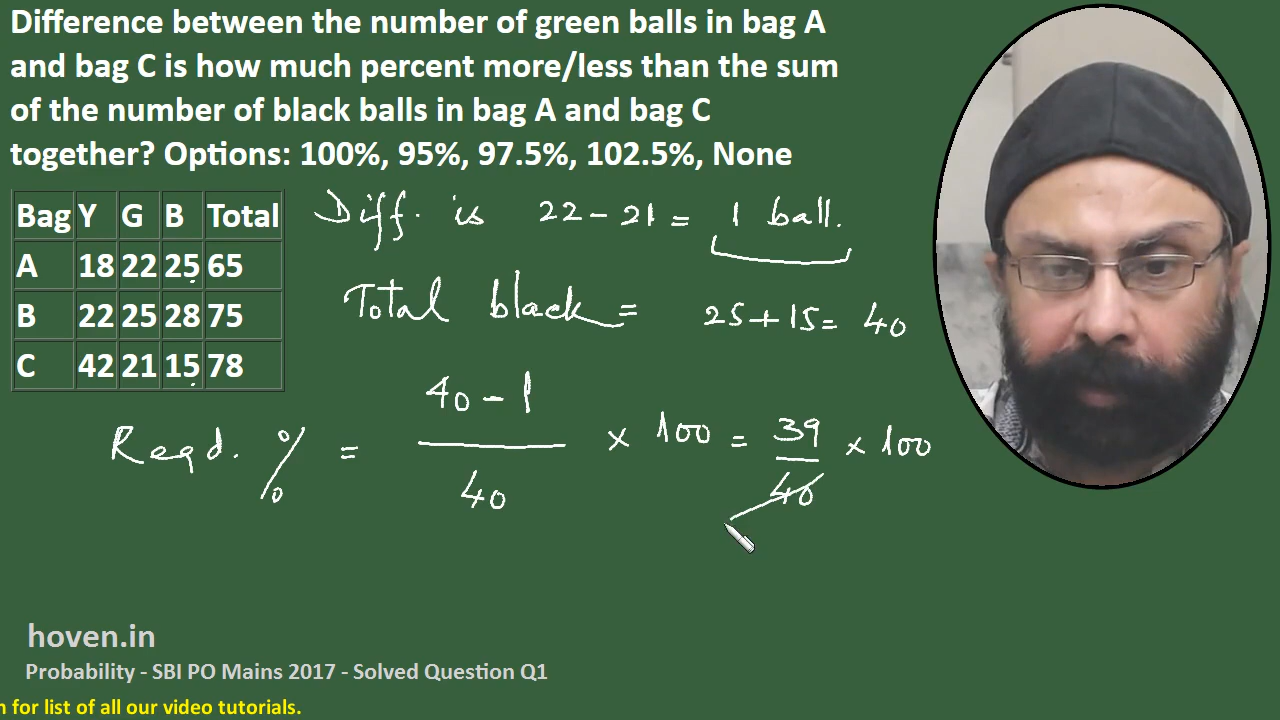 Difference between the number of green balls in bag A
and bag C is how much percent more/less than the sum
of the number of black balls in bag A and bag C
together? Options: 100%, 95%, 97.5%, 102.5%, None
Bag Y G B Total
A 18 22 25 65
B 22 25 28 75
C 42 21 15 78
Diff. is 22 - 21 = 1 ball.
Total black = 25 + 15 = 40
Reqd. % = 40 - 1 / 40 × 100 = 39 / 40 × 100
hoven.in
Probability - SBI PO Mains 2017 - Solved Question Q1
for list of all our video tutorials.